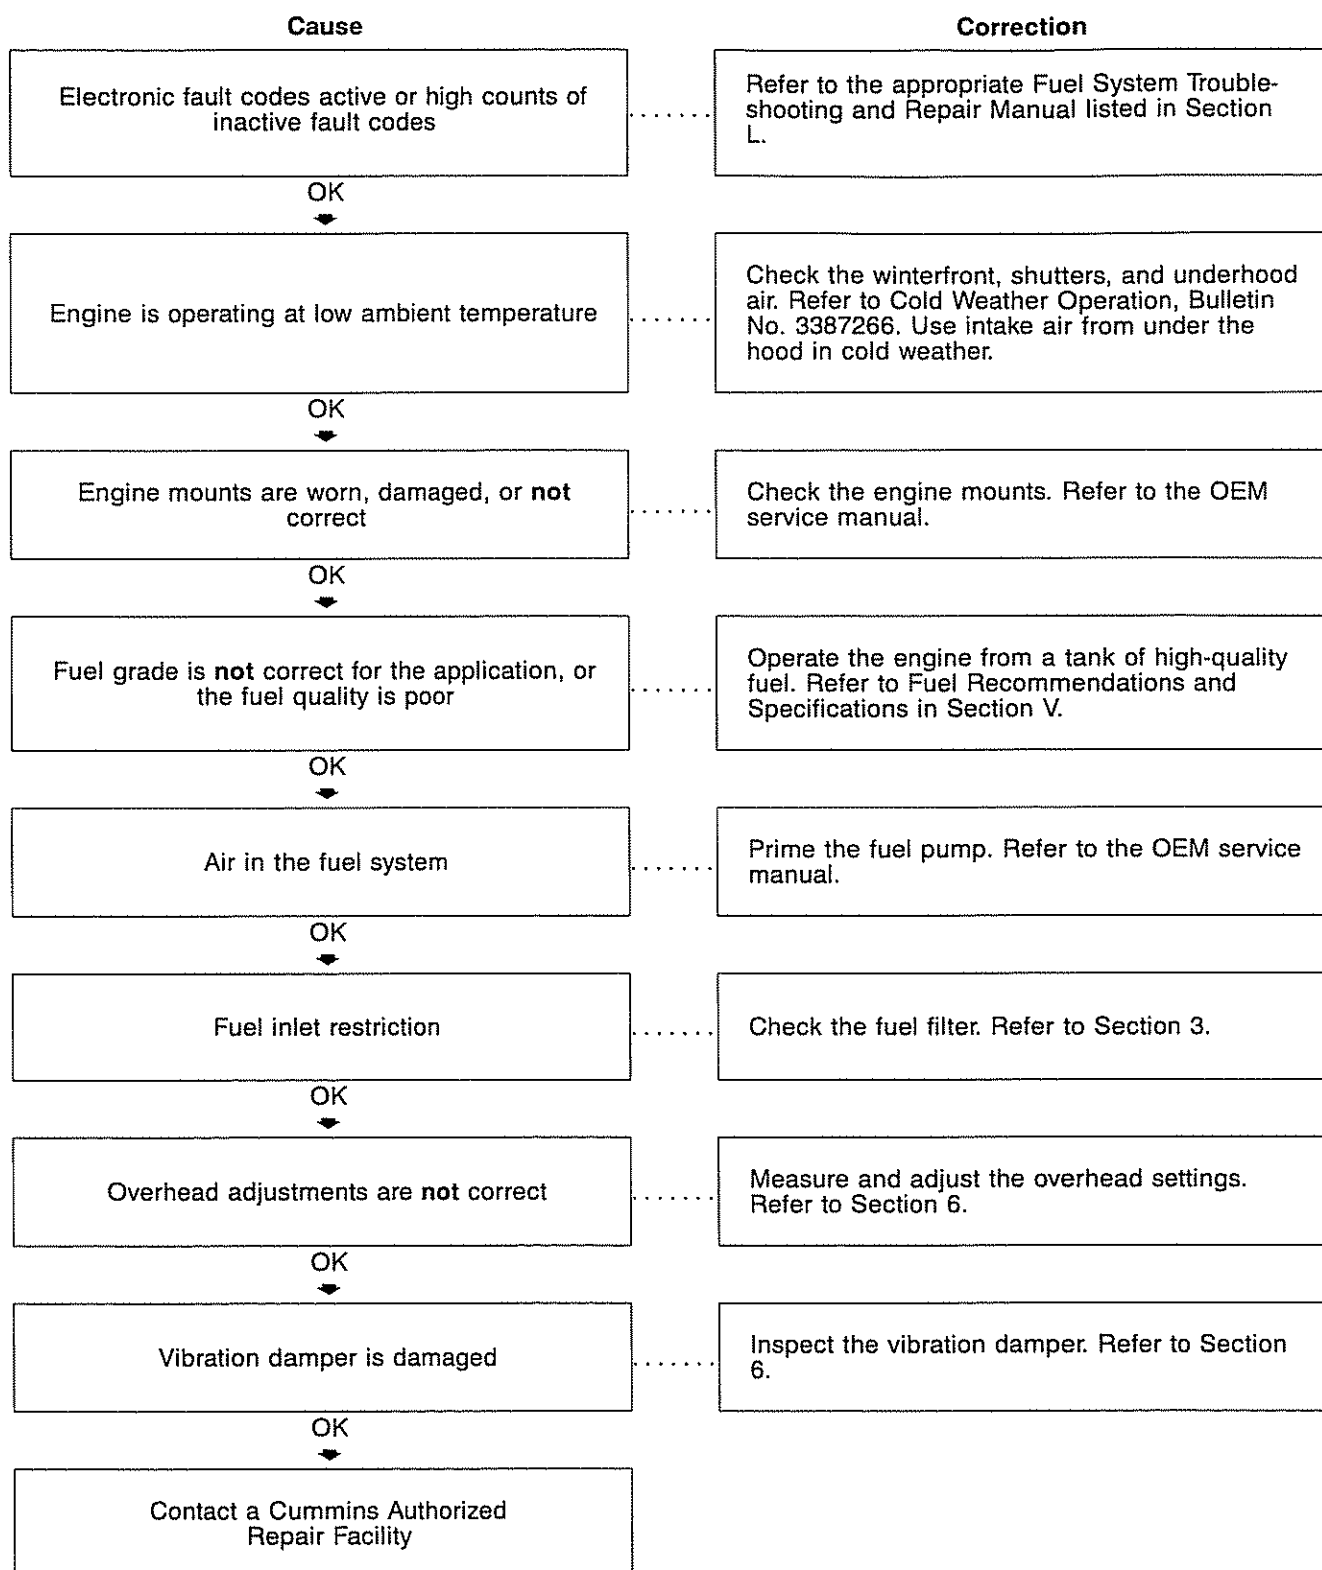 Cause
Correction
Electronic fault codes active or high counts of
inactive fault codes
.......
Refer to the appropriate Fuel System Trouble-
shooting and Repair Manual listed in Section
L.
OK
Engine is operating at low ambient temperature
.......
Check the winterfront, shutters, and underhood
air. Refer to Cold Weather Operation, Bulletin
No. 3387266. Use intake air from under the
hood in cold weather.
OK
Engine mounts are worn, damaged, or not
correct
.......
Check the engine mounts. Refer to the OEM
service manual.
OK
Fuel grade is not correct for the application, or
the fuel quality is poor
.......
Operate the engine from a tank of high-quality
fuel. Refer to Fuel Recommendations and
Specifications in Section V.
OK
Air in the fuel system
.......
Prime the fuel pump. Refer to the OEM service
manual.
OK
Fuel inlet restriction
.......
Check the fuel filter. Refer to Section 3.
OK
Overhead adjustments are not correct
.......
Measure and adjust the overhead settings.
Refer to Section 6.
OK
Vibration damper is damaged
.......
Inspect the vibration damper. Refer to Section
6.
OK
Contact a Cummins Authorized
Repair Facility